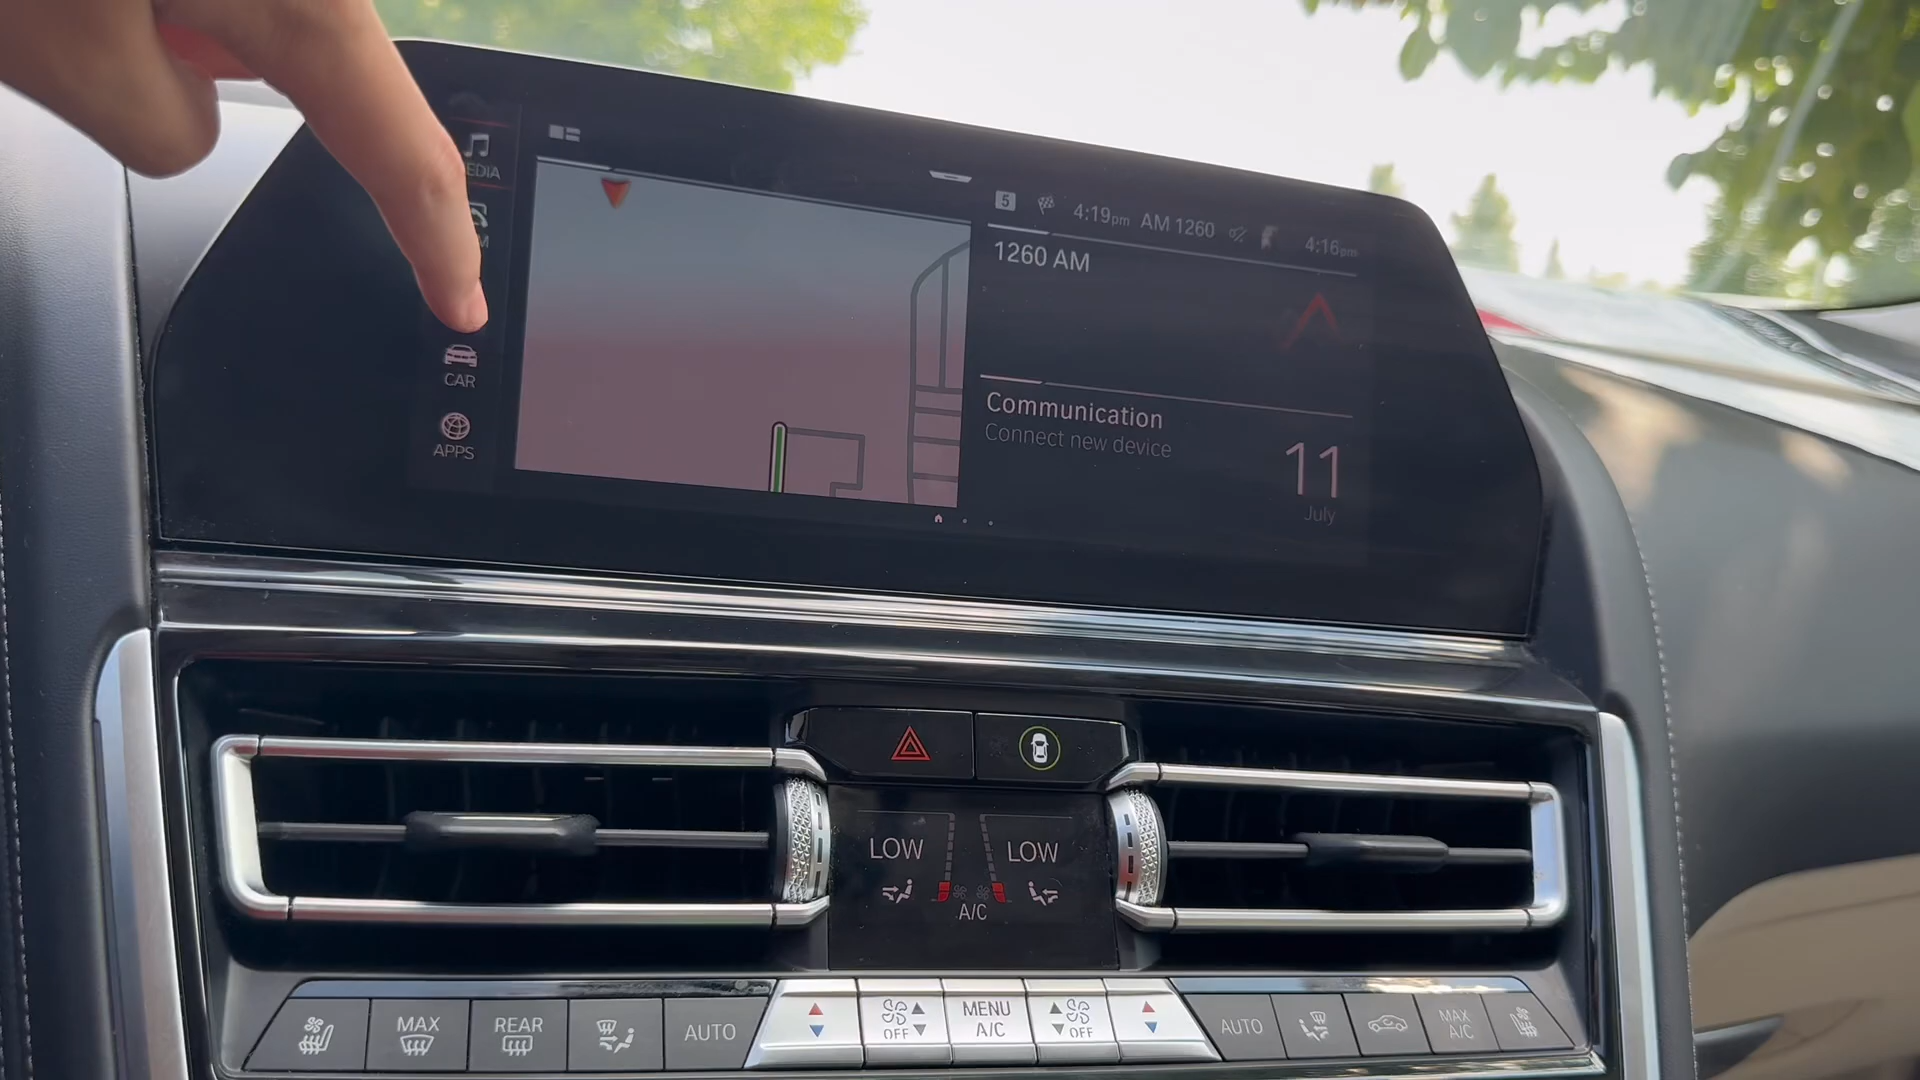 EDIA
M
CAR
APPS
5 4:19pm AM 1260 4:16pm
1260 AM
Communication
Connect new device
11
July
LOW LOW
A/C
MAX
REAR
AUTO
OFF
MENU
A/C
OFF
AUTO
MAX
A/C